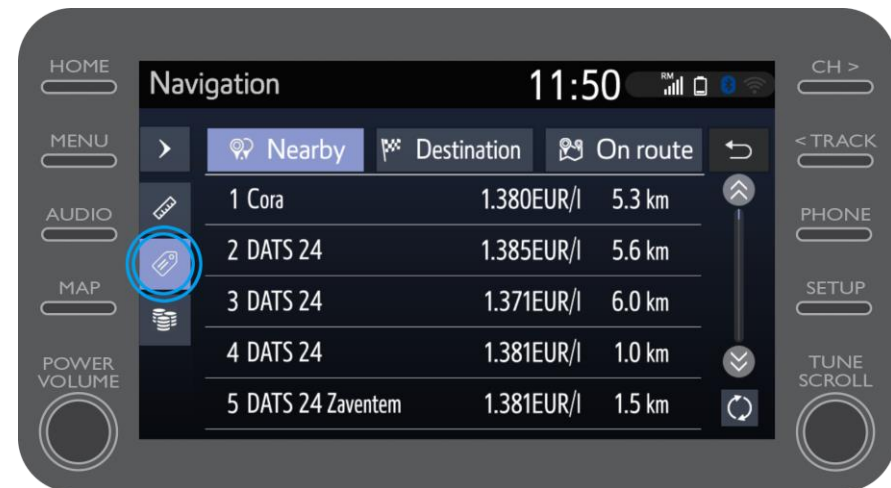 HOME
CH >
Navigation 11:50 RM
MENU
< TRACK
Nearby Destination On route
AUDIO
PHONE
1 Cora 1.380EUR/l 5.3 km
2 DATS 24 1.385EUR/l 5.6 km
MAP
SETUP
3 DATS 24 1.371EUR/l 6.0 km
4 DATS 24 1.381EUR/l 1.0 km
POWER
VOLUME
TUNE
SCROLL
5 DATS 24 Zaventem 1.381EUR/l 1.5 km